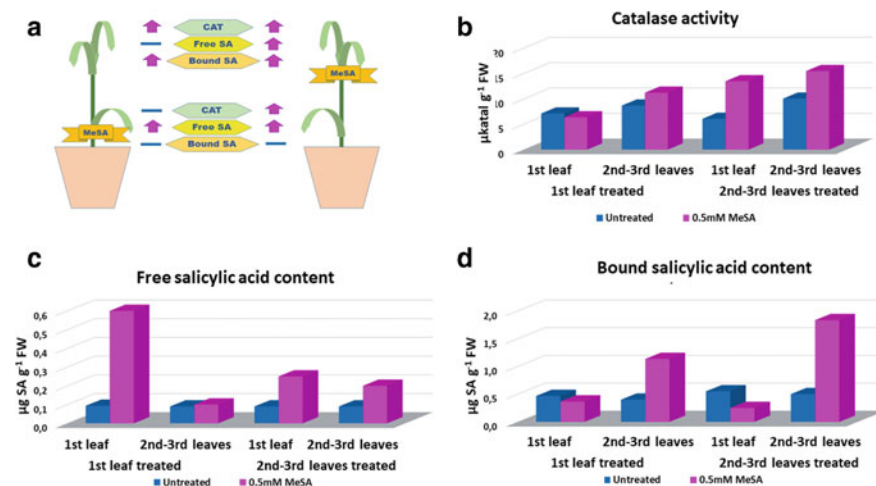 a
CAT
Free SA
Bound SA
MeSA
CAT
Free SA
Bound SA
MeSA
b
Catalase activity
µkatal g-1 FW
20
15
10
5
0
1st leaf 2nd-3rd leaves 1st leaf 2nd-3rd leaves
1st leaf treated 2nd-3rd leaves treated
Untreated 0.5mM MeSA
c
Free salicylic acid content
µg SA g-1 FW
0,6
0,5
0,4
0,3
0,2
0,1
0,0
1st leaf 2nd-3rd leaves 1st leaf 2nd-3rd leaves
1st leaf treated 2nd-3rd leaves treated
Untreated 0.5mM MeSA
d
Bound salicylic acid content
µg SA g-1 FW
2,0
1,5
1,0
0,5
0,0
1st leaf 2nd-3rd leaves 1st leaf 2nd-3rd leaves
1st leaf treated 2nd-3rd leaves treated
Untreated 0.5mM MeSA